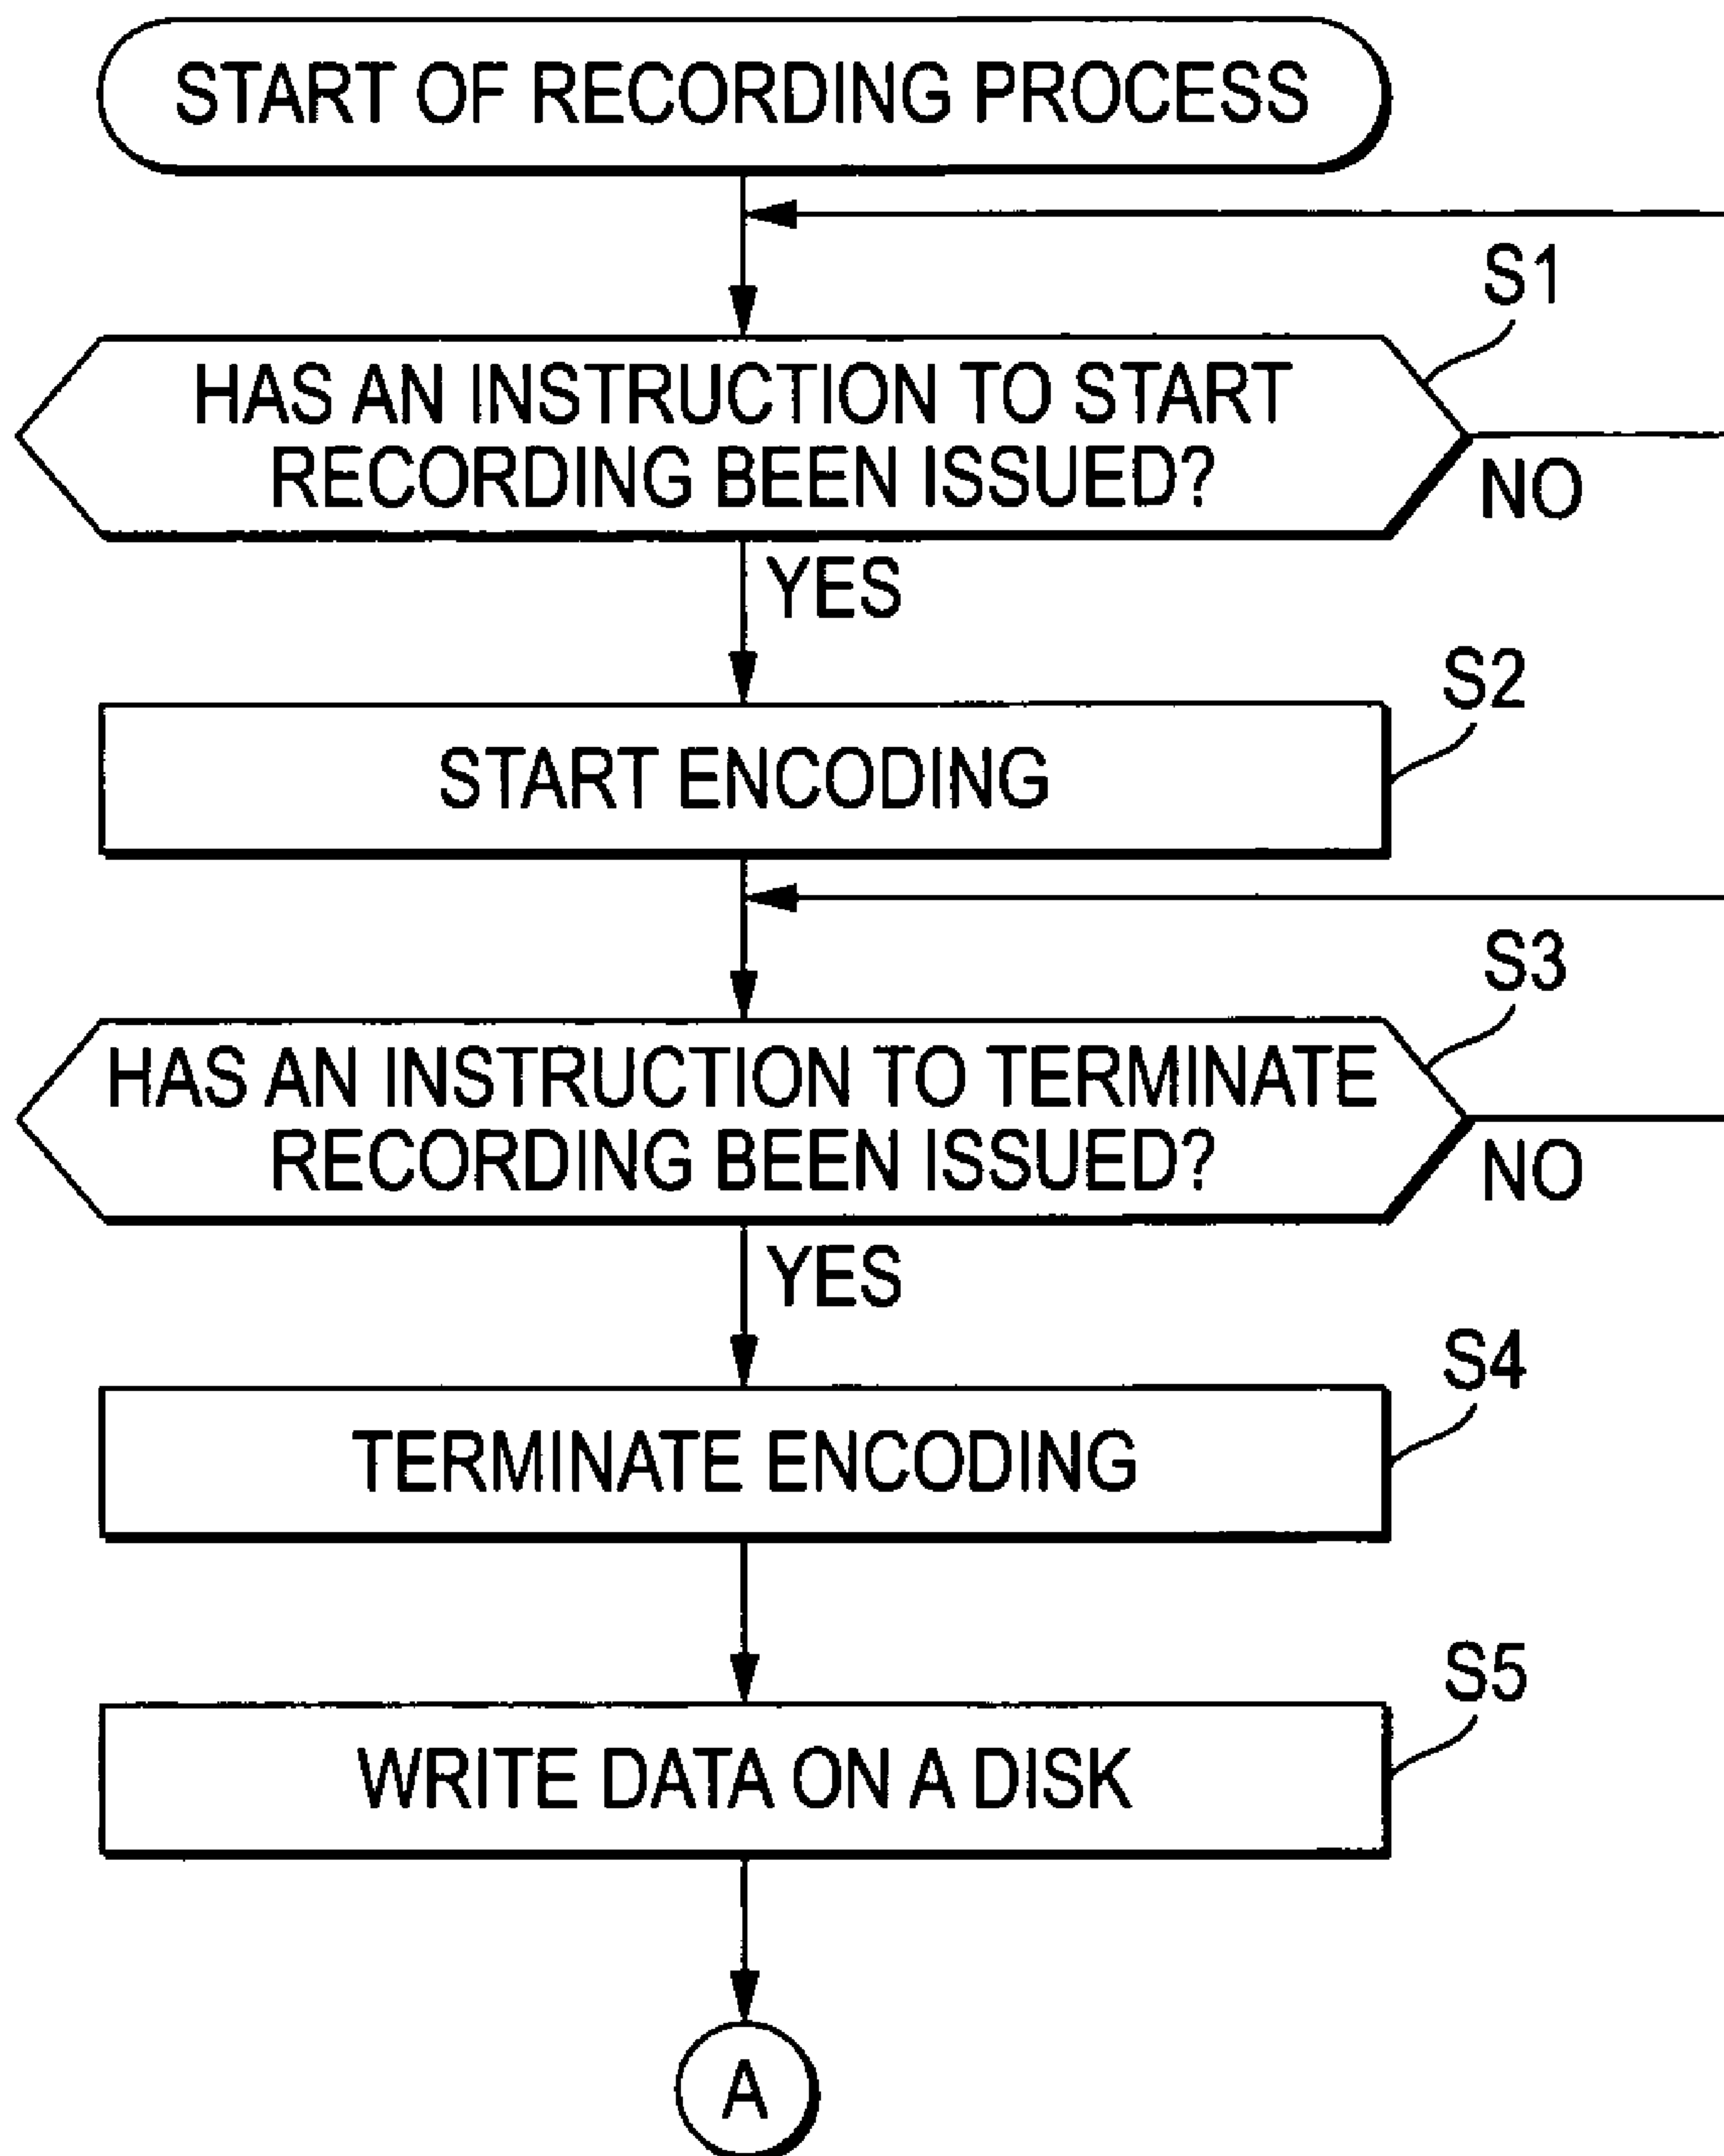 START OF RECORDING PROCESS
S1
HAS AN INSTRUCTION TO START
RECORDING BEEN ISSUED?
NO
YES
S2
START ENCODING
S3
HAS AN INSTRUCTION TO TERMINATE
RECORDING BEEN ISSUED?
NO
YES
S4
TERMINATE ENCODING
S5
WRITE DATA ON A DISK
A